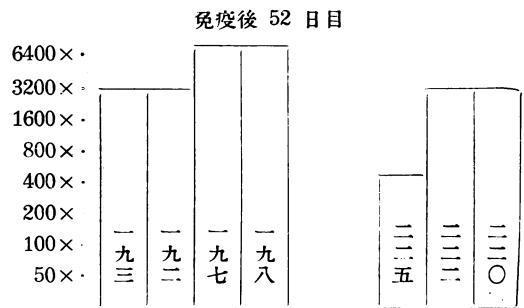 免疫後 52 日目
6400×
3200×
1600×
800×
400×
200×
100×
50×
一九三
一九二
一九七
一九八
二二五
二二二
二二〇